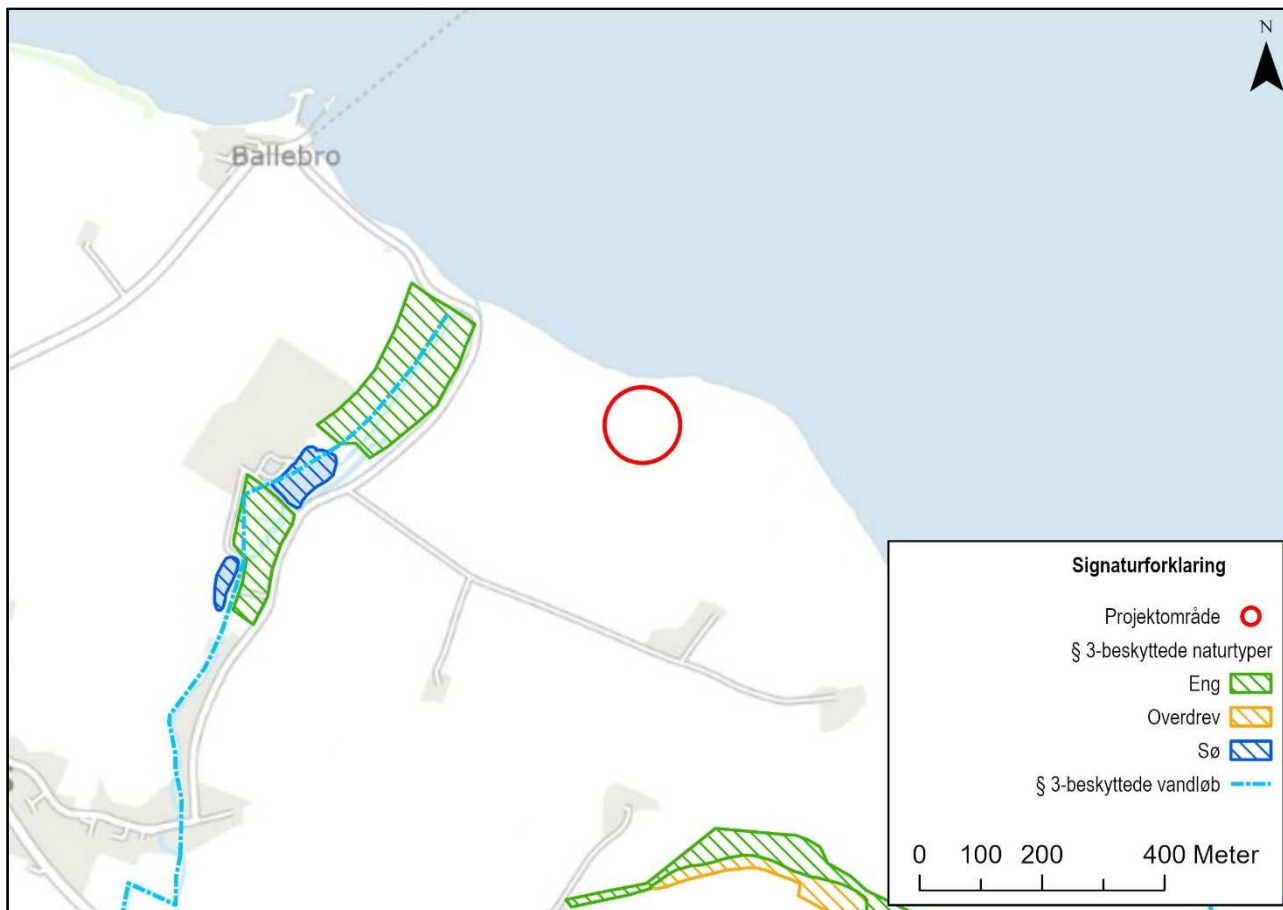 N
Ballebro
Signaturforklaring
Projektområde
§ 3-beskyttede naturtyper
Eng
Overdrev
Sø
§ 3-beskyttede vandløb
0 100 200 400 Meter